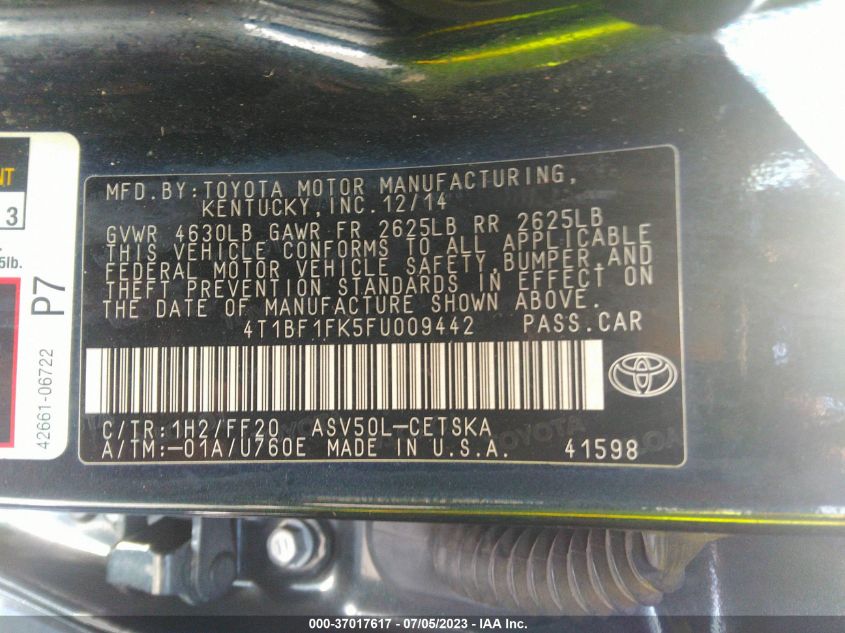 NT
3
5lb.
P7
42661-06722
MFD.BY:TOYOTA MOTOR MANUFACTURING,
KENTUCKY,INC.12/14
GVWR 4630LB GAWR FR 2625LB RR 2625LB
THIS VEHICLE CONFORMS TO ALL APPLICABLE
FEDERAL MOTOR VEHICLE SAFETY,BUMPER,AND
THEFT PREVENTION STANDARDS IN EFFECT ON
THE DATE OF MANUFACTURE SHOWN ABOVE.
4T1BF1FK5FU009442 PASS.CAR
C/TR:1H2/FF20 ASV50L-CETSKA
A/TM:-01A/U760E MADE IN U.S.A. 41598
000-37017617 - 07/05/2023 - IAA Inc.